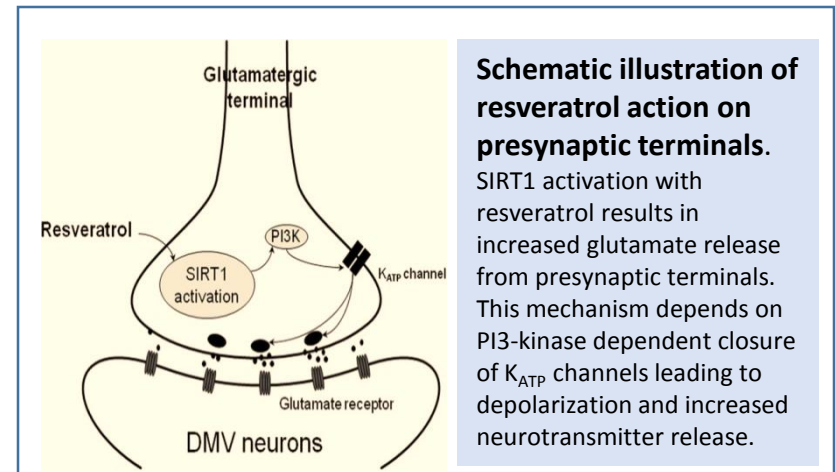 Glutamatergic
terminal
Resveratrol
PI3K
SIRT1
activation
K_ATP channel
Glutamate receptor
DMV neurons
Schematic illustration of
resveratrol action on
presynaptic terminals.
SIRT1 activation with
resveratrol results in
increased glutamate release
from presynaptic terminals.
This mechanism depends on
PI3-kinase dependent closure
of K_ATP channels leading to
depolarization and increased
neurotransmitter release.